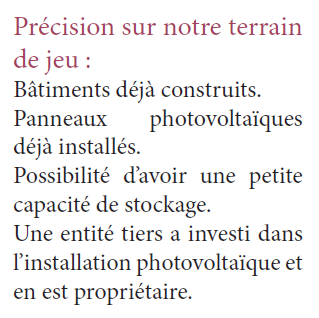 Précision sur notre terrain
de jeu :
Bâtiments déjà construits.
Panneaux photovoltaïques
déjà installés.
Possibilité d’avoir une petite
capacité de stockage.
Une entité tiers a investi dans
l’installation photovoltaïque et
en est propriétaire.